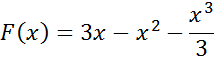 F(x) = 3x − x² − x³/3